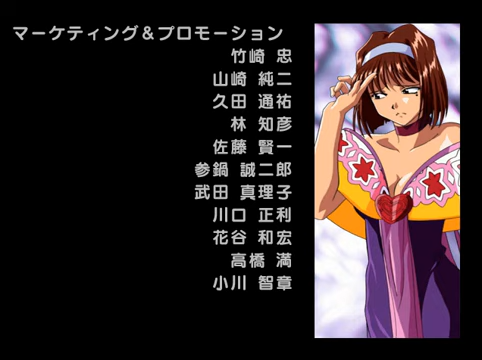 マーケティング＆プロモーション
竹崎 忠
山崎 純二
久田 通祐
林 知彦
佐藤 賢一
参鍋 誠二郎
武田 真理子
川口 正利
花谷 和宏
高橋 満
小川 智章